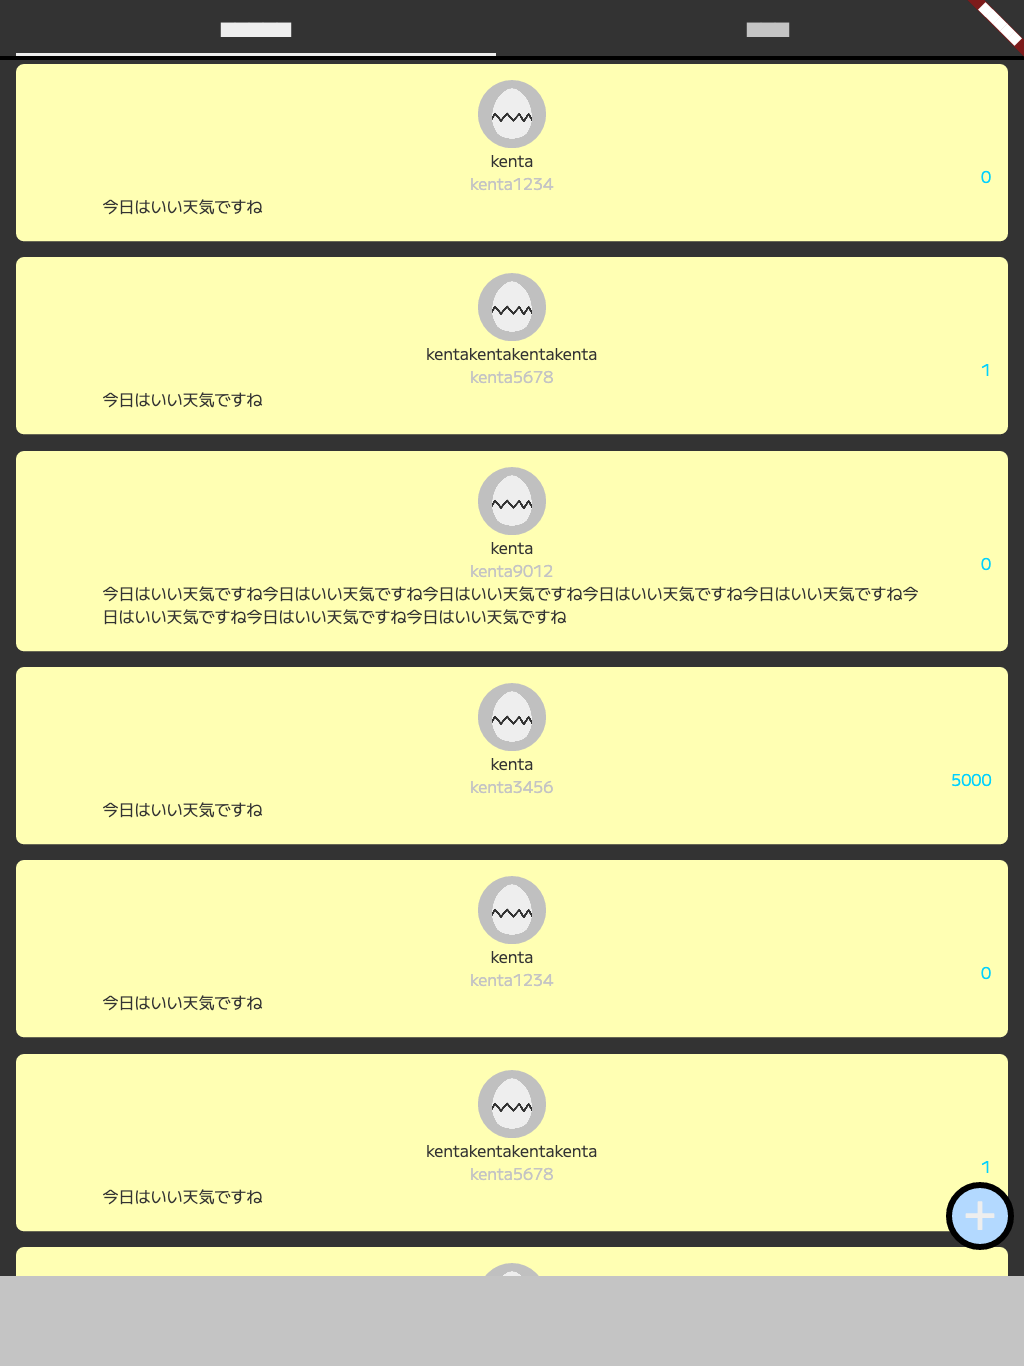 kenta
kenta1234
0
今日はいい天気ですね
kentakentakentakenta
kenta5678
1
今日はいい天気ですね
kenta
kenta9012
0
今日はいい天気ですね今日はいい天気ですね今日はいい天気ですね今日はいい天気ですね今日はいい天気ですね今
日はいい天気ですね今日はいい天気ですね今日はいい天気ですね
kenta
kenta3456
5000
今日はいい天気ですね
kenta
kenta1234
0
今日はいい天気ですね
kentakentakentakenta
kenta5678
1
今日はいい天気ですね